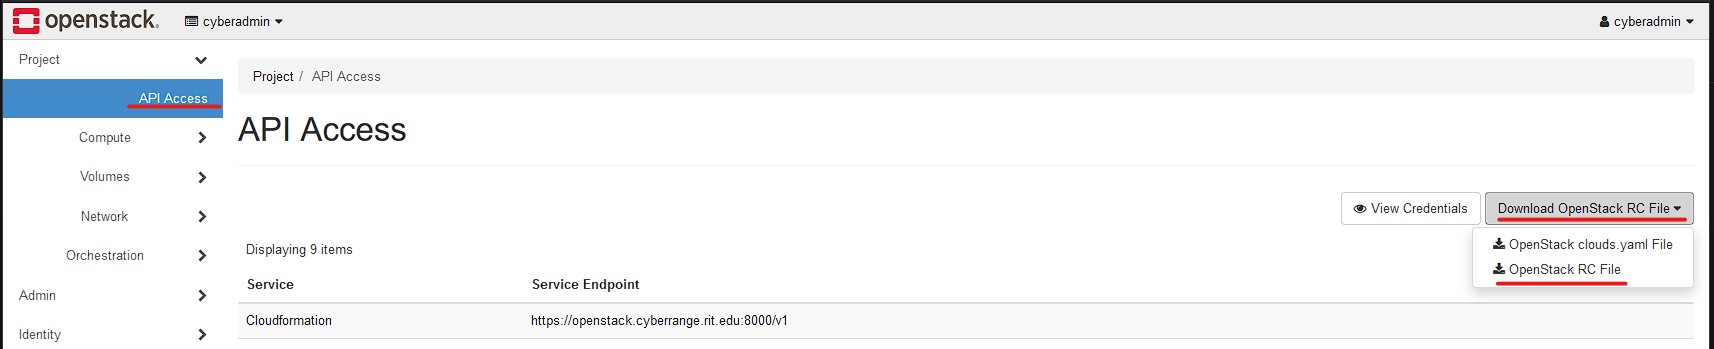 openstack. cyberadmin cyberadmin
Project
Project / API Access
API Access
API Access
Compute
Volumes
View Credentials Download OpenStack RC File
Network
OpenStack clouds.yaml File
Displaying 9 items
Orchestration
OpenStack RC File
Service Service Endpoint
Admin
Cloudformation https://openstack.cyberrange.rit.edu:8000/v1
Identity